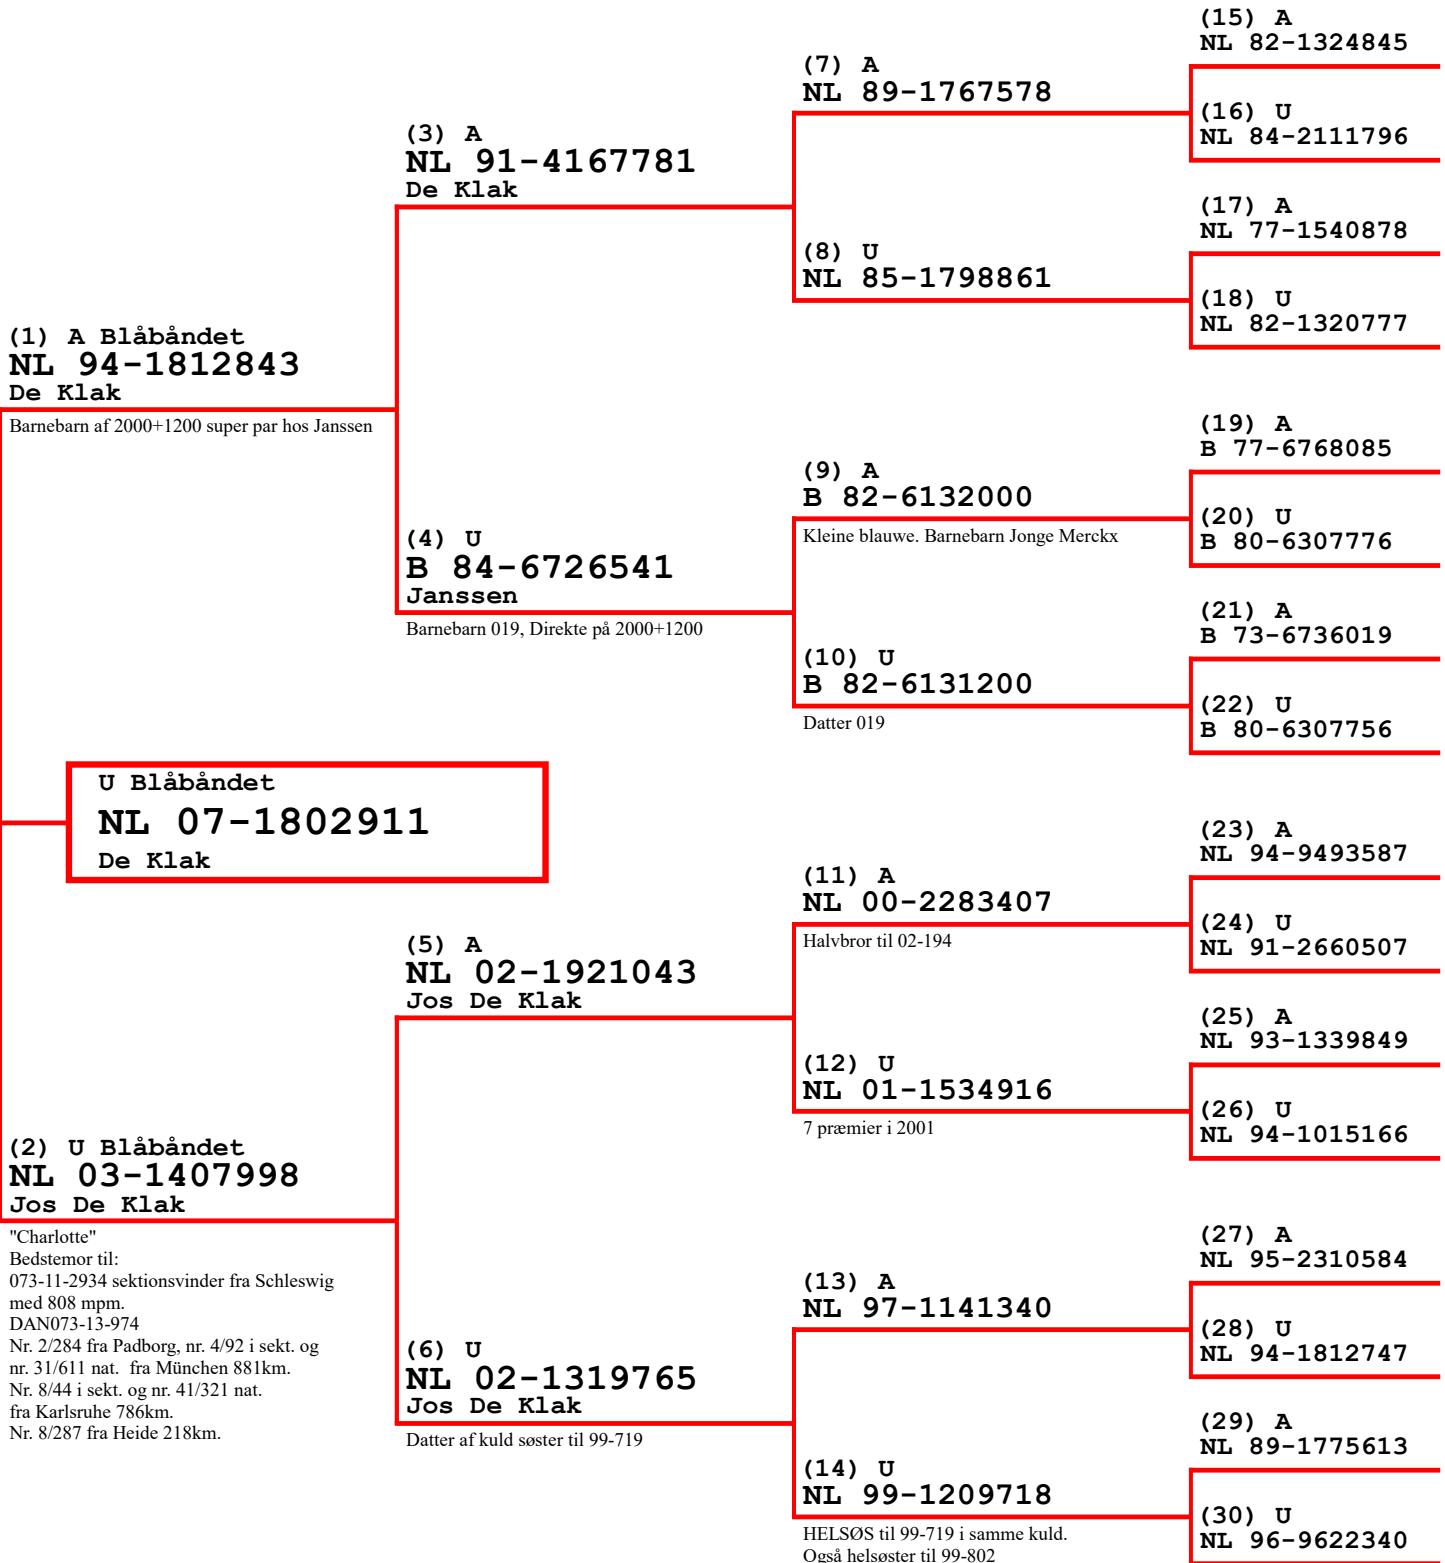 (1) A Blåbåndet
NL 94-1812843
De Klak
Barnebarn af 2000+1200 super par hos Janssen
U Blåbåndet
NL 07-1802911
De Klak
(2) U Blåbåndet
NL 03-1407998
Jos De Klak
"Charlotte"
Bedstemor til:
073-11-2934 sektionsvinder fra Schleswig
med 808 mpm.
DAN073-13-974
Nr. 2/284 fra Padborg, nr. 4/92 i sekt. og
nr. 31/611 nat.  fra München 881km.
Nr. 8/44 i sekt. og nr. 41/321 nat.
fra Karlsruhe 786km.
Nr. 8/287 fra Heide 218km.
(3) A
NL 91-4167781
De Klak
(4) U
B 84-6726541
Janssen
Barnebarn 019, Direkte på 2000+1200
(5) A
NL 02-1921043
Jos De Klak
(6) U
NL 02-1319765
Jos De Klak
Datter af kuld søster til 99-719
(7) A
NL 89-1767578
(8) U
NL 85-1798861
(9) A
B 82-6132000
Kleine blauwe. Barnebarn Jonge Merckx
(10) U
B 82-6131200
Datter 019
(11) A
NL 00-2283407
Halvbror til 02-194
(12) U
NL 01-1534916
7 præmier i 2001
(13) A
NL 97-1141340
(14) U
NL 99-1209718
HELSØS til 99-719 i samme kuld.
Også helsøster til 99-802
(15) A
NL 82-1324845
(16) U
NL 84-2111796
(17) A
NL 77-1540878
(18) U
NL 82-1320777
(19) A
B 77-6768085
(20) U
B 80-6307776
(21) A
B 73-6736019
(22) U
B 80-6307756
(23) A
NL 94-9493587
(24) U
NL 91-2660507
(25) A
NL 93-1339849
(26) U
NL 94-1015166
(27) A
NL 95-2310584
(28) U
NL 94-1812747
(29) A
NL 89-1775613
(30) U
NL 96-9622340